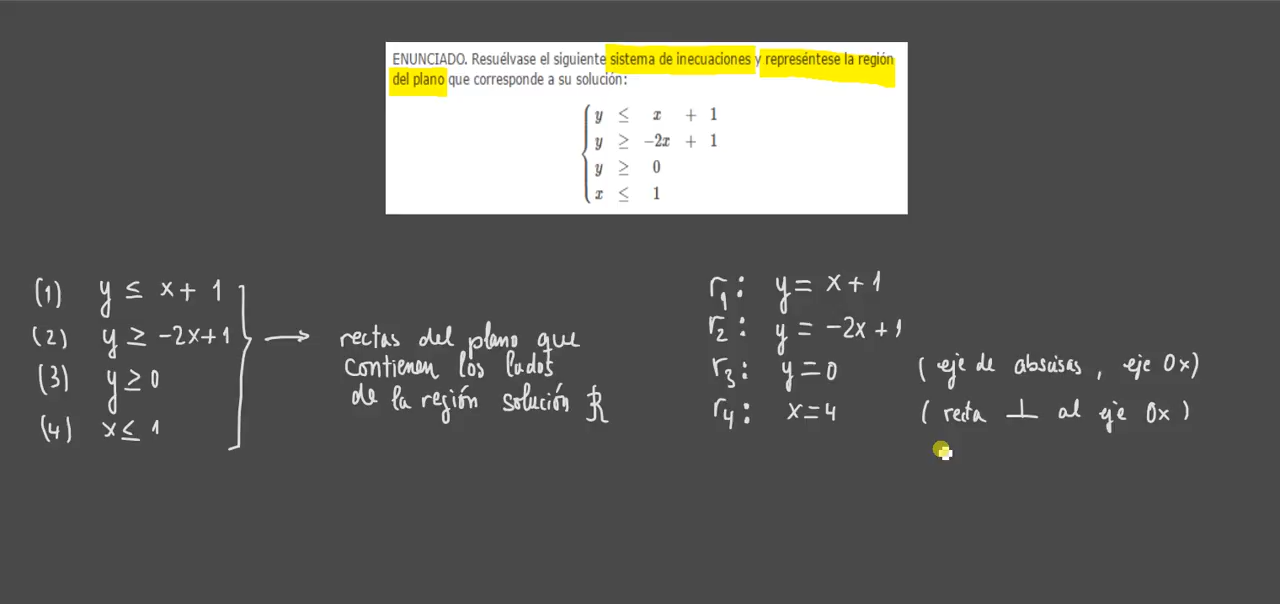 ENUNCIADO. Resuélvase el siguiente sistema de inecuaciones y represéntese la región
del plano que corresponde a su solución:
y ≤ x + 1
y ≥ -2x + 1
y ≥ 0
x ≤ 1
(1) y ≤ x + 1
(2) y ≥ -2x+1
(3) y ≥ 0
(4) x ≤ 1
rectas del plano que
contienen los lados
de la región solución R
r1: y = x + 1
r2: y = -2x + 1
r3: y = 0 (eje de abscisas, eje Ox)
r4: x = 4 (recta ⊥ al eje Ox)